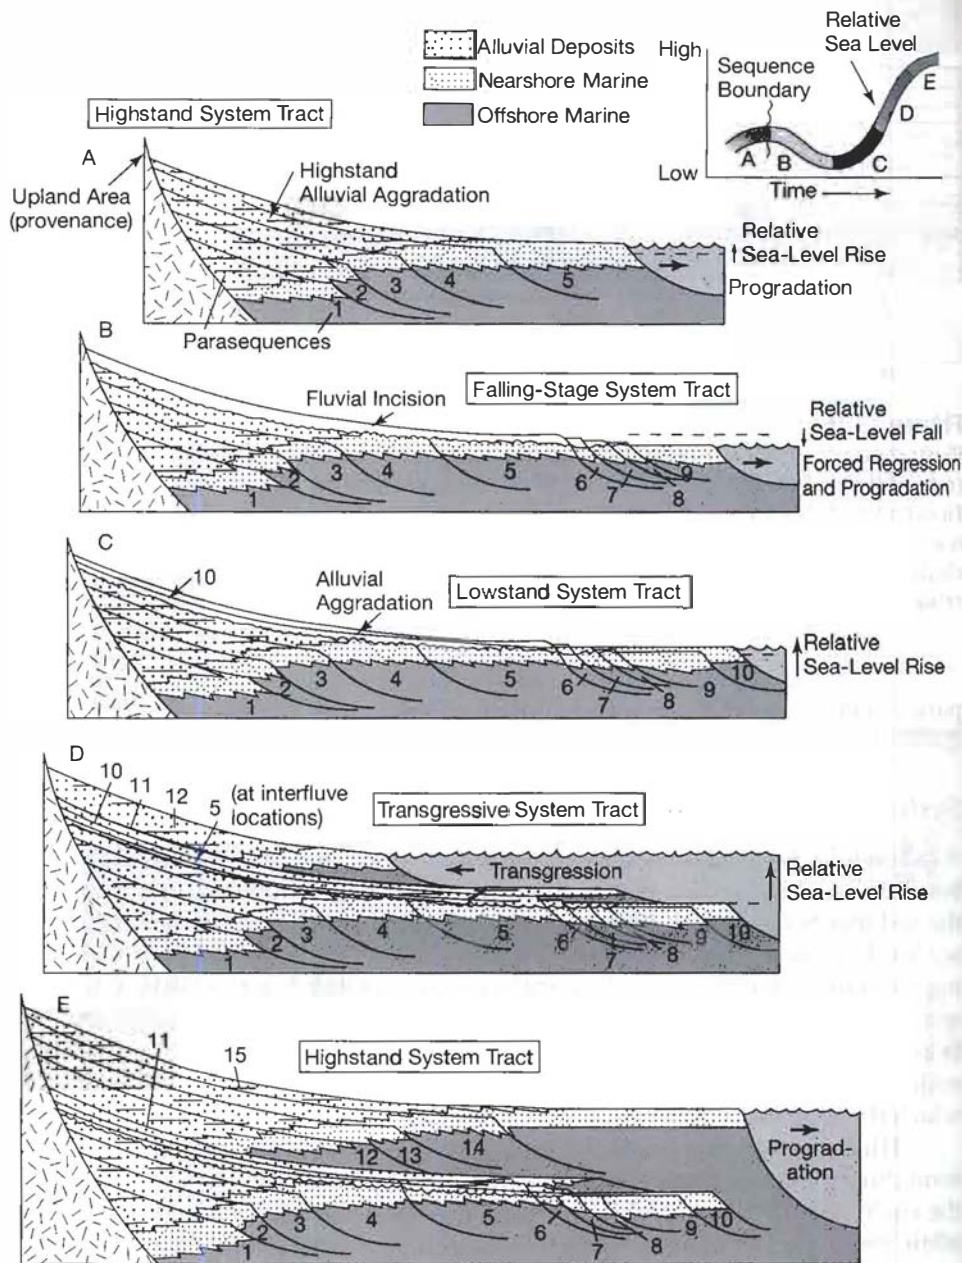 Alluvial Deposits
Nearshore Marine
Offshore Marine
High
Low
Relative
Sea Level
Sequence
Boundary
A
B
C
D
E
Time
Highstand System Tract
A
Upland Area
(provenance)
Highstand
Alluvial Aggradation
Relative
Sea-Level Rise
Progradation
1
2
3
4
5
Parasequences
B
Fluvial Incision
Falling-Stage System Tract
Relative
Sea-Level Fall
Forced Regression
and Progradation
1
2
3
4
5
6
7
8
9
C
10
Alluvial
Aggradation
Lowstand System Tract
Relative
Sea-Level Rise
1
2
3
4
5
6
7
8
9
10
D
10
11
12
5
(at interfluve
locations)
Transgressive System Tract
Transgression
Relative
Sea-Level Rise
1
2
3
4
5
6
7
8
9
10
E
11
15
Highstand System Tract
Prograd-
ation
12
13
14
1
2
3
4
5
6
7
8
9
10